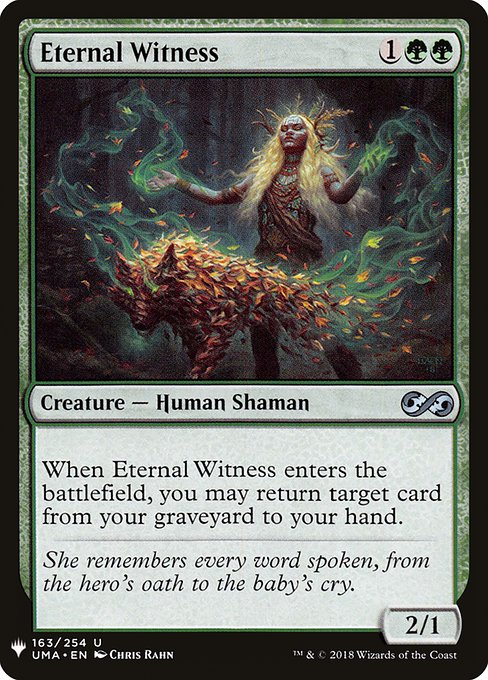 Eternal Witness 1
Creature — Human Shaman
When Eternal Witness enters the
battlefield, you may return target card
from your graveyard to your hand.
She remembers every word spoken, from
the hero's oath to the baby's cry.
2/1
163/254 U
UMA • EN Chris Rahn
™ & © 2018 Wizards of the Coast